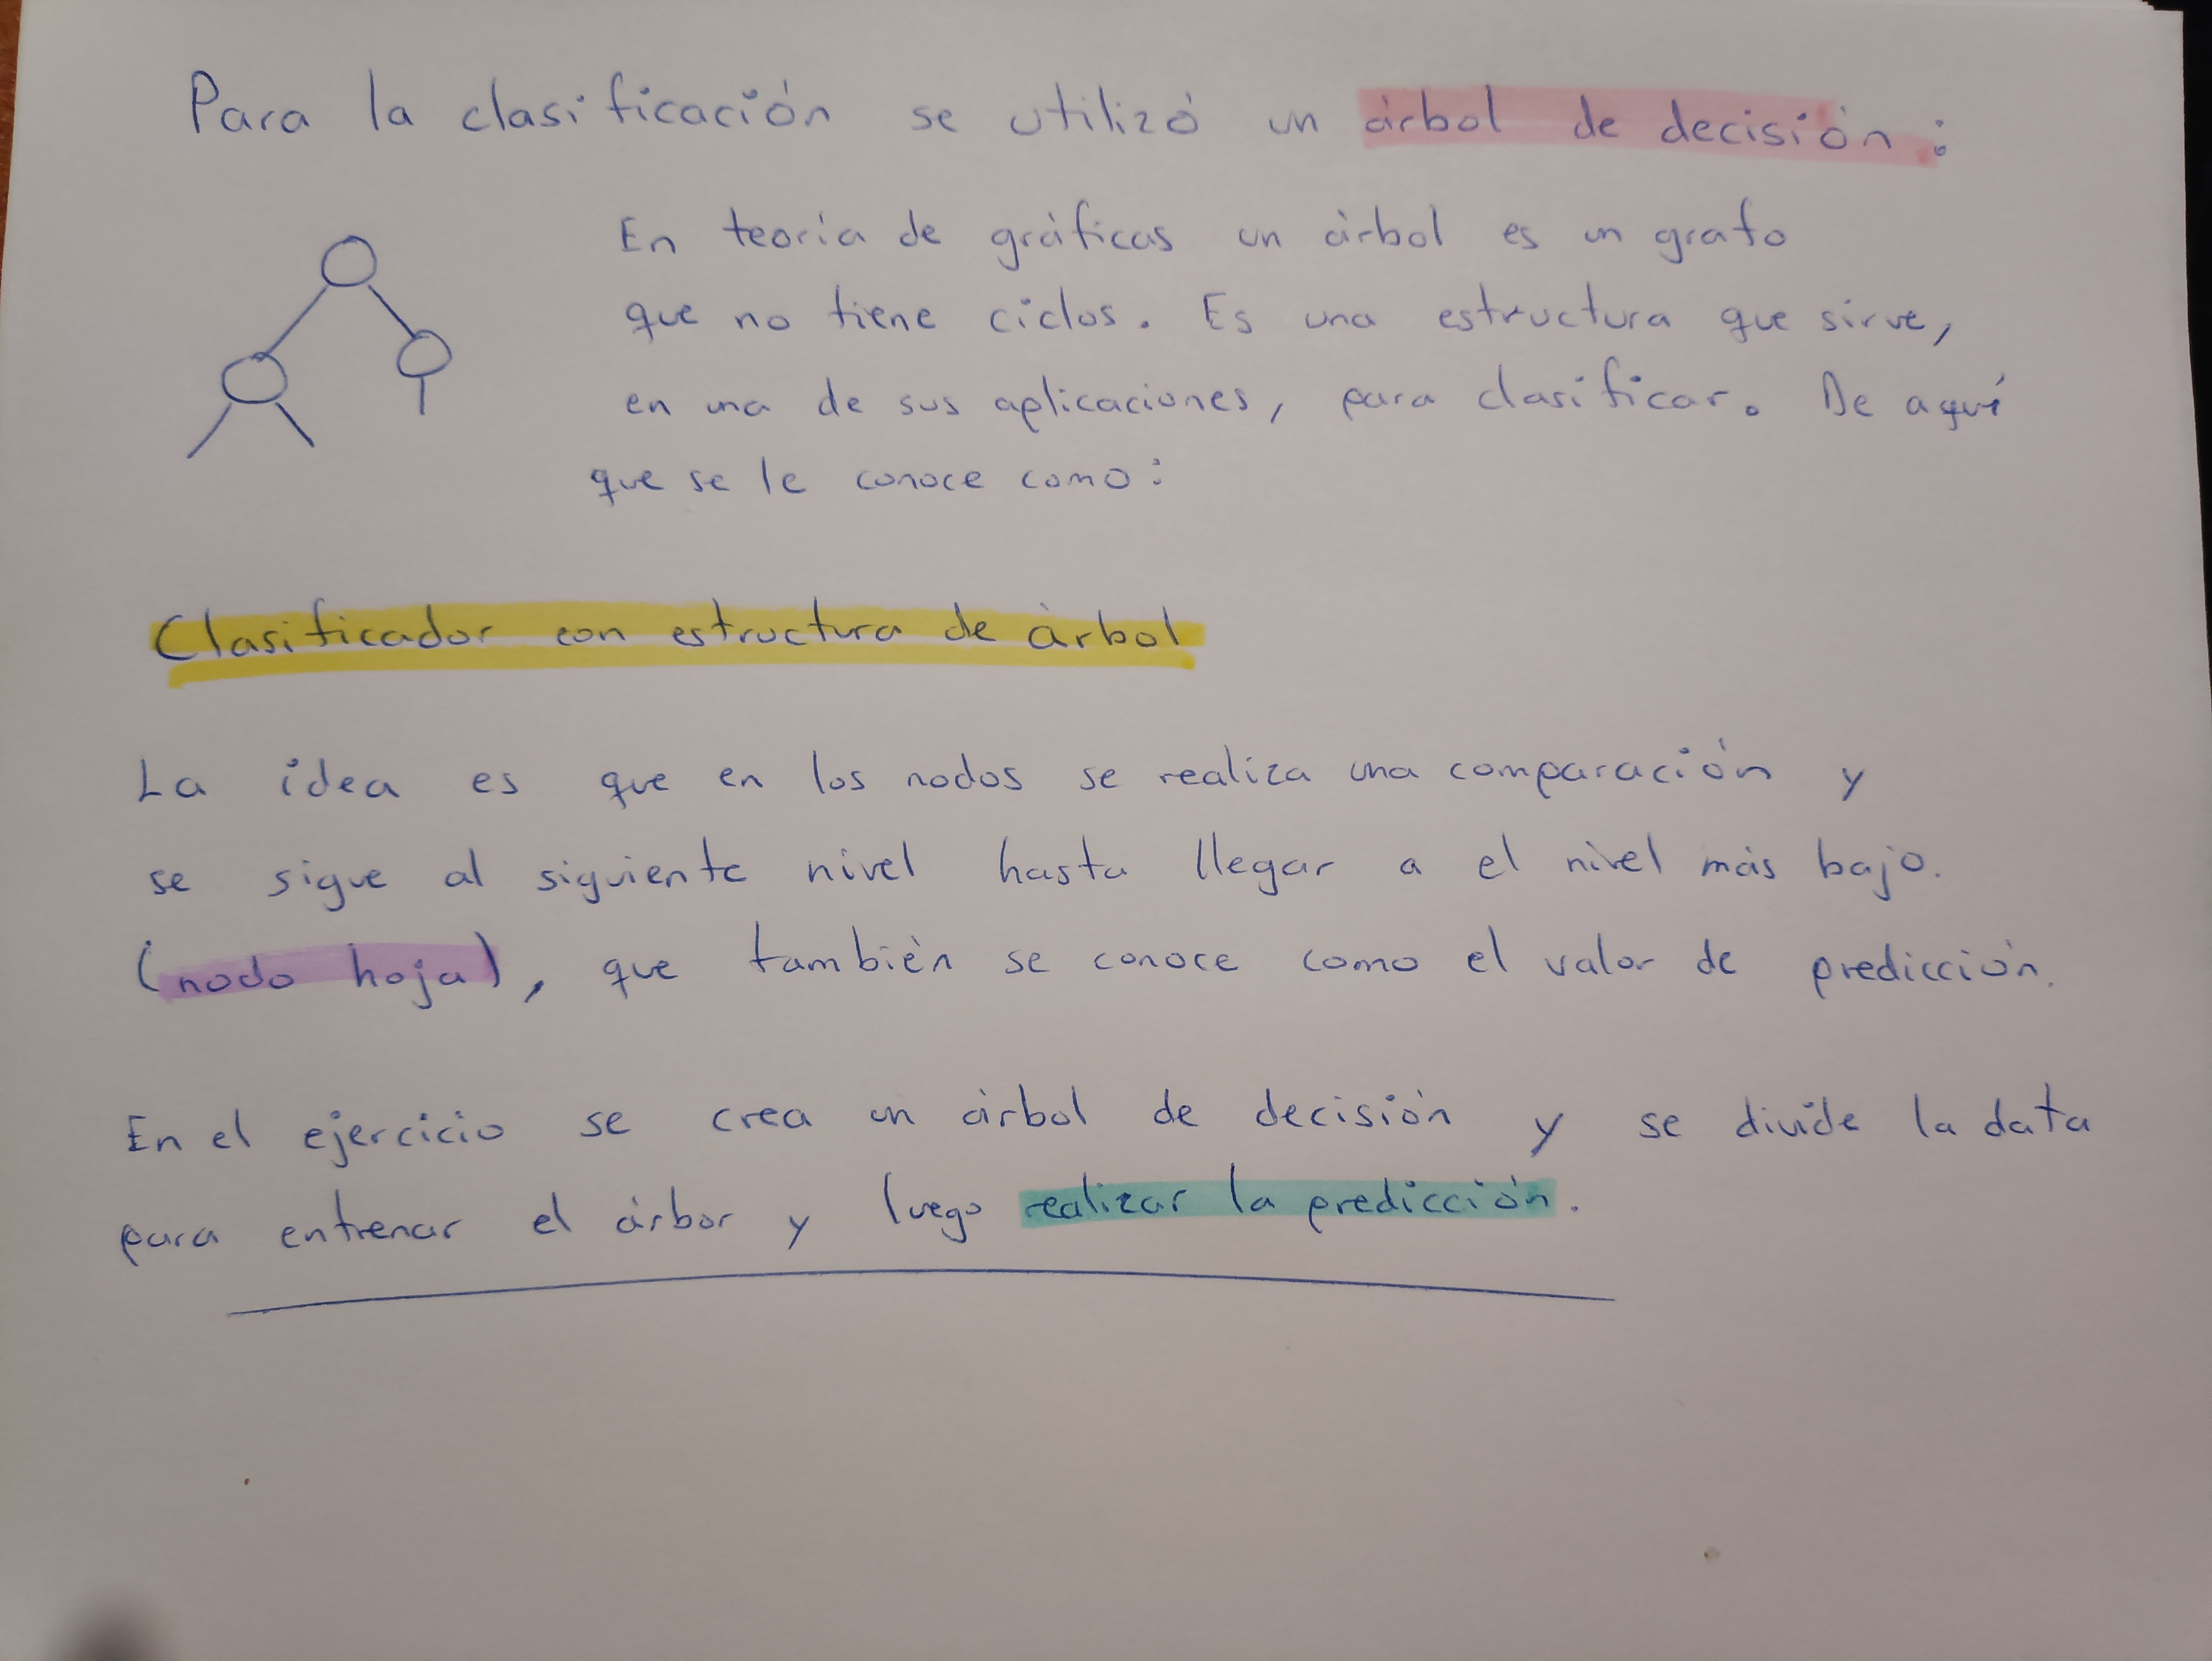 Para la clasificación se utilizó un árbol de decisión:
En teoría de gráficas un árbol es un grafo
que no tiene ciclos. Es una estructura que sirve,
en una de sus aplicaciones, para clasificar. De aquí
que se le conoce como:
Clasificador con estructura de árbol
La idea es que en los nodos se realiza una comparación y
se sigue al siguiente nivel hasta llegar a el nivel más bajo.
(nodo hoja), que también se conoce como el valor de predicción.
En el ejercicio se crea un árbol de decisión y se divide la data
para entrenar el árbor y luego realizar la predicción.